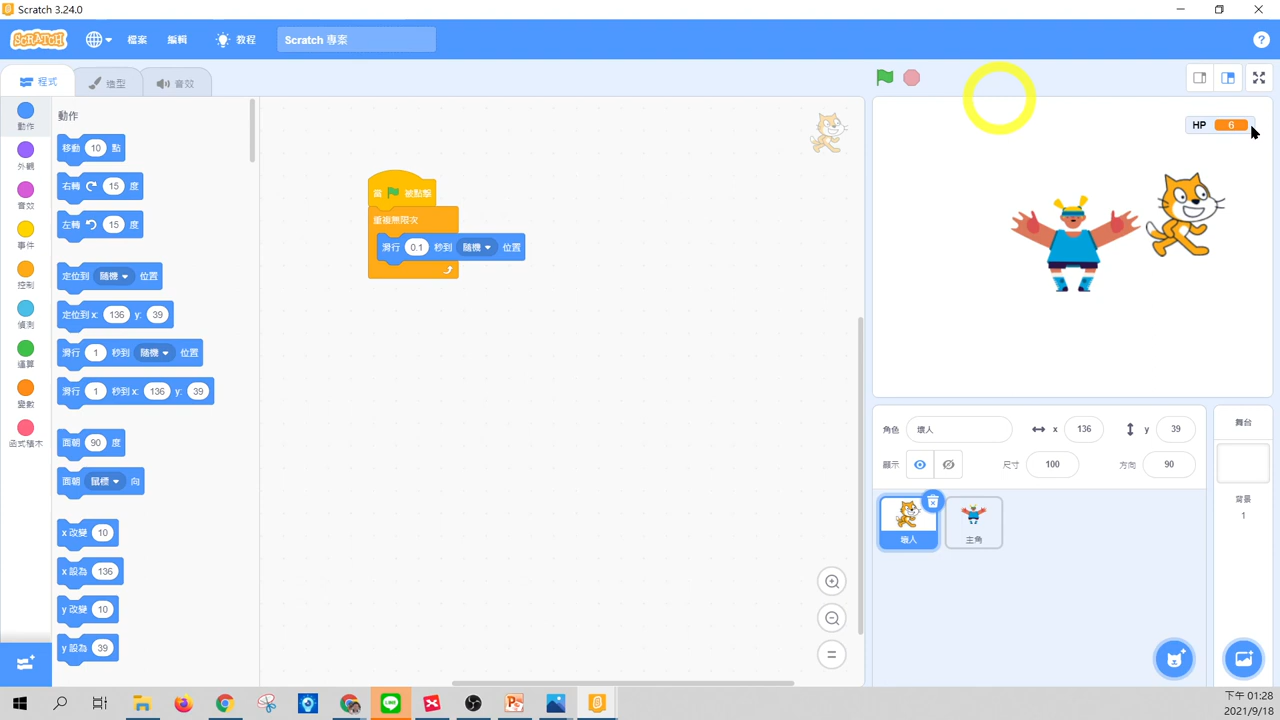 Scratch 3.24.0
SCRATCH 檔案 編輯 教程 Scratch 專案 ?
程式 造型 音效
動作
外觀
音效
事件
控制
偵測
運算
變數
函式積木
動作
移動 10 點
右轉 15 度
左轉 15 度
定位到 隨機 位置
定位到 x: 136 y: 39
滑行 1 秒到 隨機 位置
滑行 1 秒到 x: 136 y: 39
面朝 90 度
面朝 鼠標 向
x 改變 10
x 設為 136
y 改變 10
y 設為 39
當 被點擊
重複無限次
滑行 0.1 秒到 隨機 位置
HP 6
角色 壞人 x 136 y 39
顯示 尺寸 100 方向 90
壞人 主角
舞台
背景
1
LINE
下午 01:28
2021/9/18